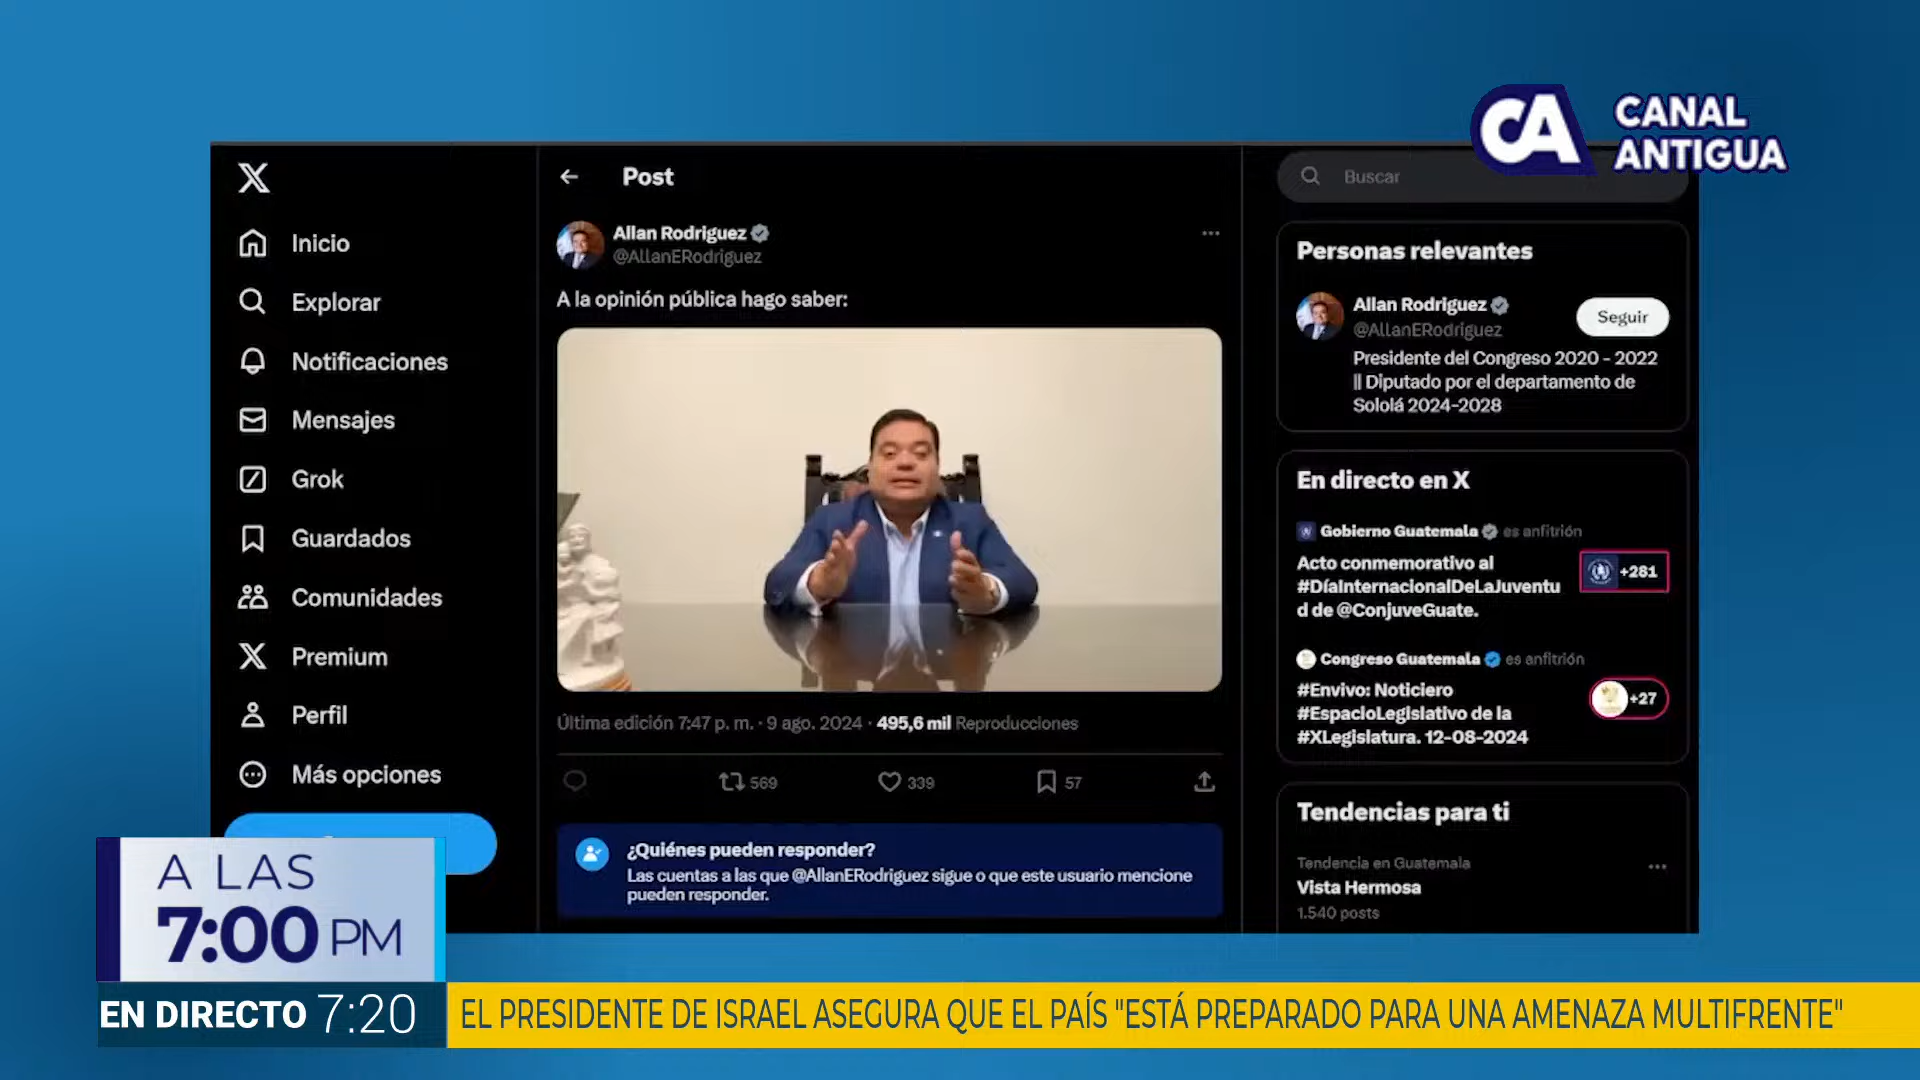 CA CANAL
ANTIGUA
X
Inicio
Explorar
Notificaciones
Mensajes
Grok
Guardados
Comunidades
Premium
Perfil
Más opciones
Post
Allan Rodriguez
@AllanERodriguez
A la opinión pública hago saber:
Última edición 7:47 p. m. · 9 ago. 2024 · 495,6 mil Reproducciones
569 339 57
¿Quiénes pueden responder?
Las cuentas a las que @AllanERodriguez sigue o que este usuario mencione
pueden responder.
Buscar
Personas relevantes
Allan Rodriguez
@AllanERodriguez
Seguir
Presidente del Congreso 2020 - 2022
|| Diputado por el departamento de
Sololá 2024-2028
En directo en X
Gobierno Guatemala es anfitrión
Acto conmemorativo al
#DíaInternacionalDeLaJuventu
d de @ConjuveGuate.
+281
Congreso Guatemala es anfitrión
#Envivo: Noticiero
#EspacioLegislativo de la
#XLegislatura. 12-08-2024
+27
Tendencias para ti
Tendencia en Guatemala
Vista Hermosa
1.540 posts
A LAS
7:00 PM
EN DIRECTO 7:20
EL PRESIDENTE DE ISRAEL ASEGURA QUE EL PAÍS "ESTÁ PREPARADO PARA UNA AMENAZA MULTIFRENTE"